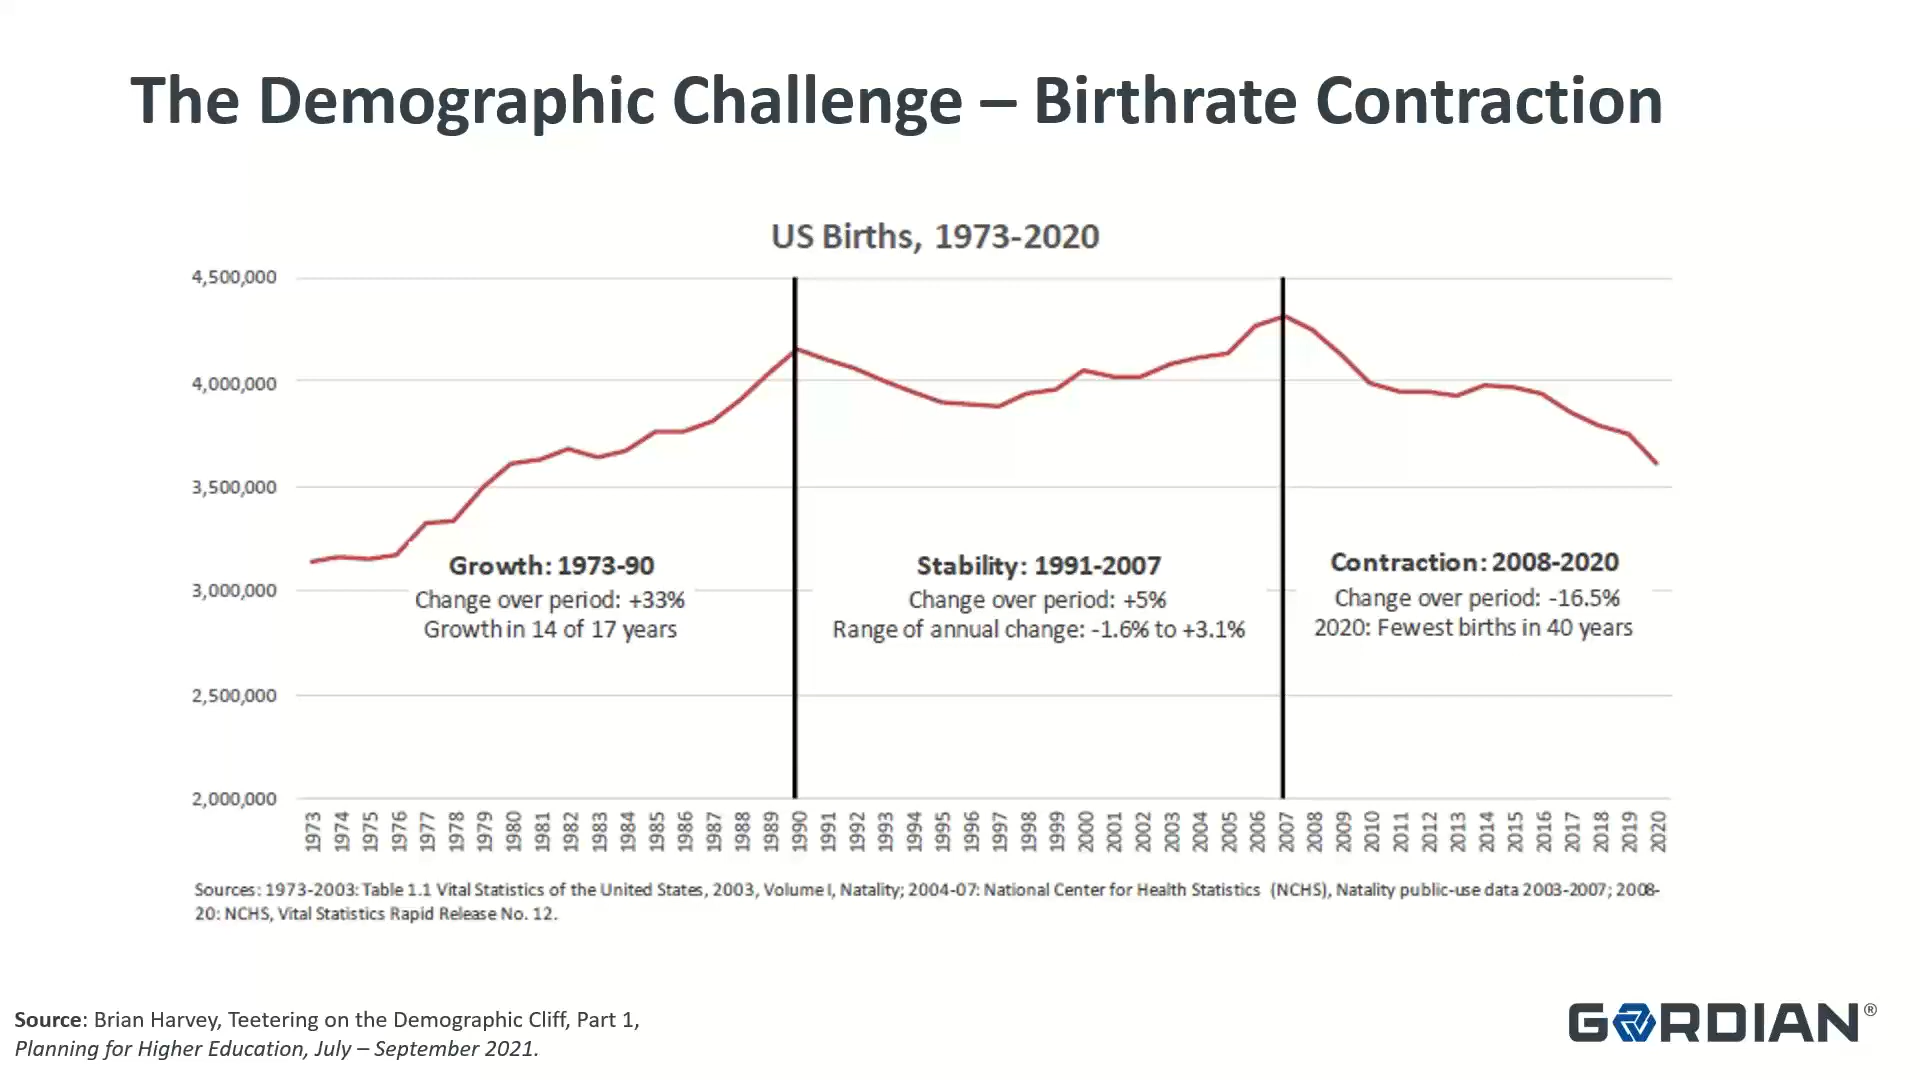 The Demographic Challenge – Birthrate Contraction
US Births, 1973-2020
4,500,000
4,000,000
3,500,000
3,000,000
2,500,000
2,000,000
Growth: 1973-90
Change over period: +33%
Growth in 14 of 17 years
Stability: 1991-2007
Change over period: +5%
Range of annual change: -1.6% to +3.1%
Contraction: 2008-2020
Change over period: -16.5%
2020: Fewest births in 40 years
1973 1974 1975 1976 1977 1978 1979 1980 1981 1982 1983 1984 1985 1986 1987 1988 1989 1990 1991 1992 1993 1994 1995 1996 1997 1998 1999 2000 2001 2002 2003 2004 2005 2006 2007 2008 2009 2010 2011 2012 2013 2014 2015 2016 2017 2018 2019 2020
Sources: 1973-2003: Table 1.1 Vital Statistics of the United States, 2003, Volume I, Natality; 2004-07: National Center for Health Statistics (NCHS), Natality public-use data 2003-2007; 2008-
20: NCHS, Vital Statistics Rapid Release No. 12.
Source: Brian Harvey, Teetering on the Demographic Cliff, Part 1,
Planning for Higher Education, July – September 2021.
GORDIAN®